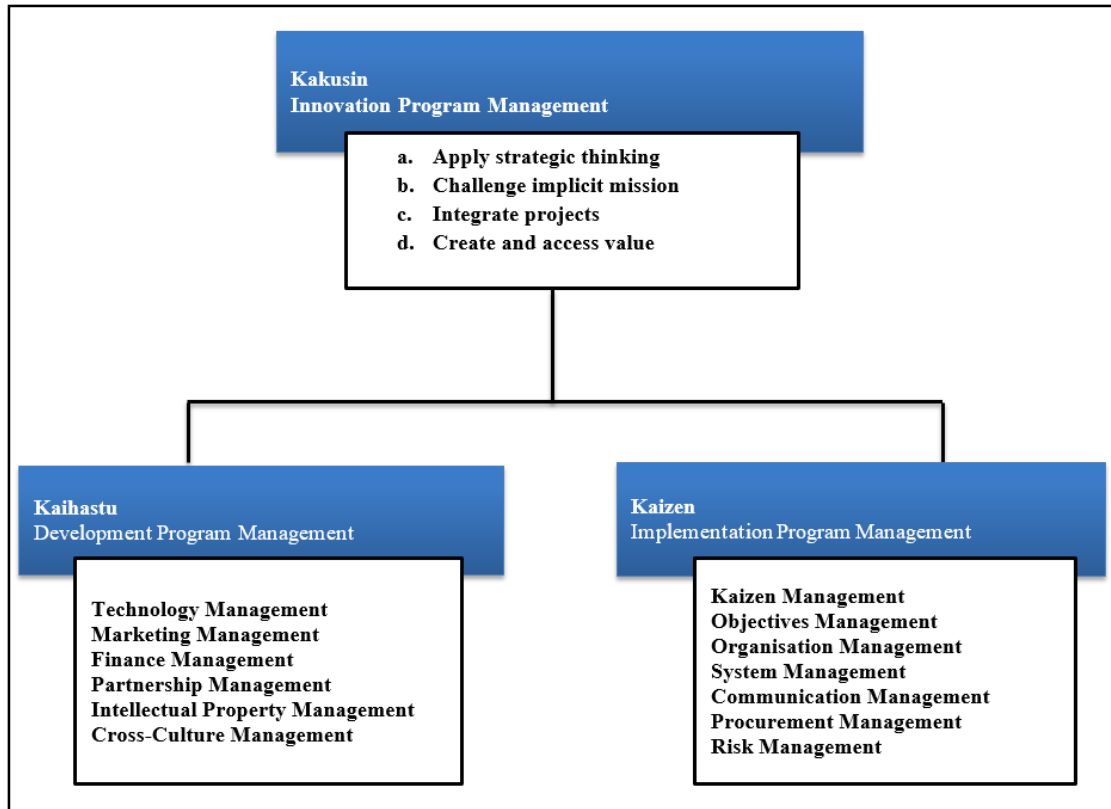 Kakusin
Innovation Program Management
a. Apply strategic thinking
b. Challenge implicit mission
c. Integrate projects
d. Create and access value
Kaihastu
Development Program Management
Technology Management
Marketing Management
Finance Management
Partnership Management
Intellectual Property Management
Cross-Culture Management
Kaizen
Implementation Program Management
Kaizen Management
Objectives Management
Organisation Management
System Management
Communication Management
Procurement Management
Risk Management